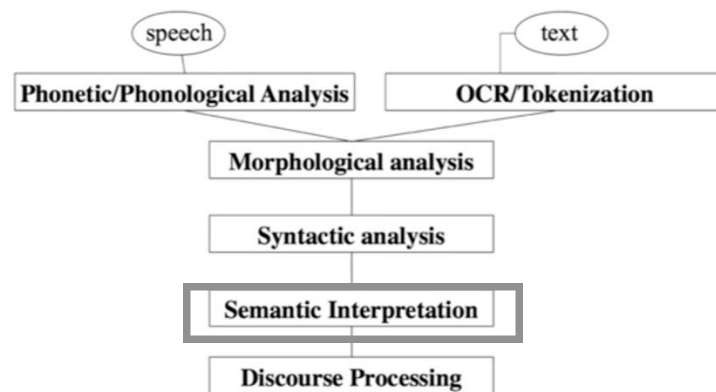 speech
text
Phonetic/Phonological Analysis
OCR/Tokenization
Morphological analysis
Syntactic analysis
Semantic Interpretation
Discourse Processing